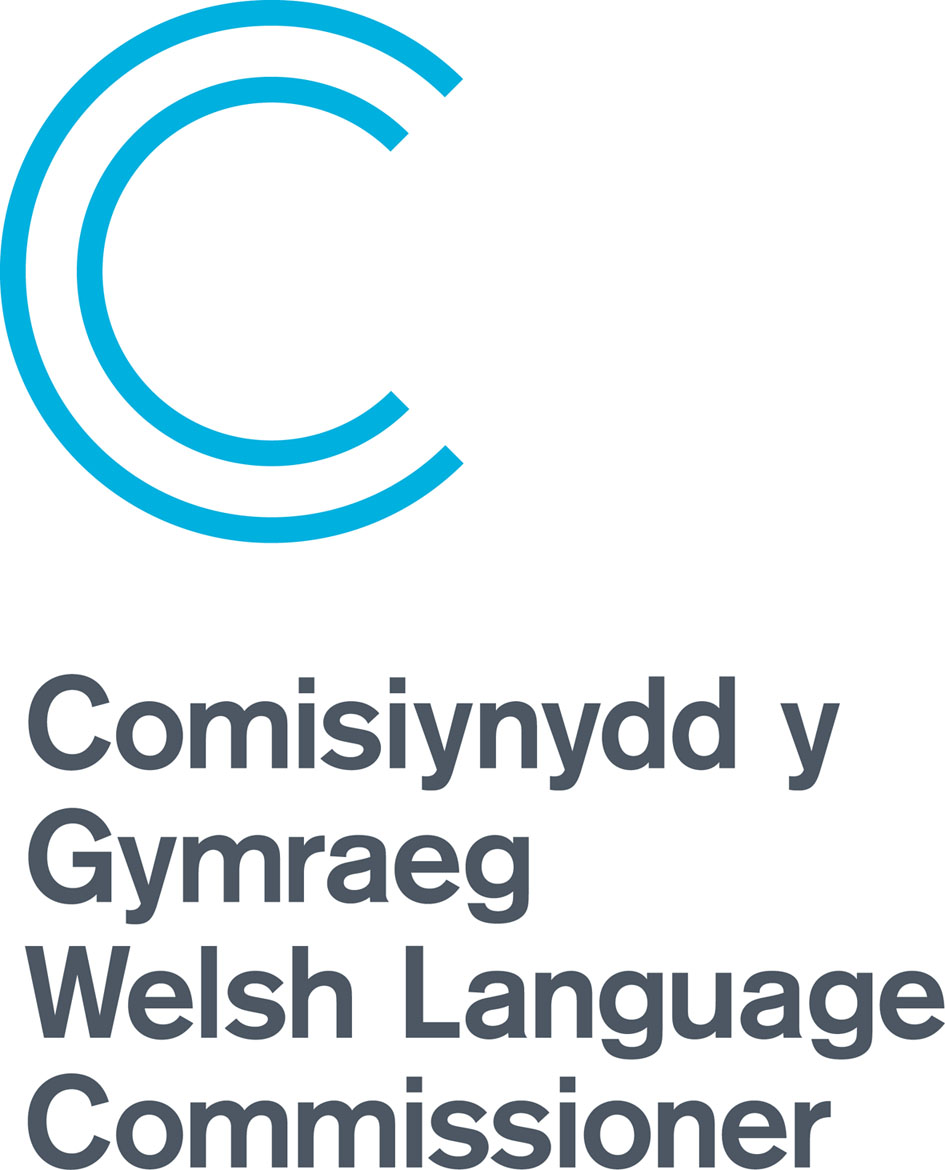 Comisiynydd y
Gymraeg
Welsh Language
Commissioner